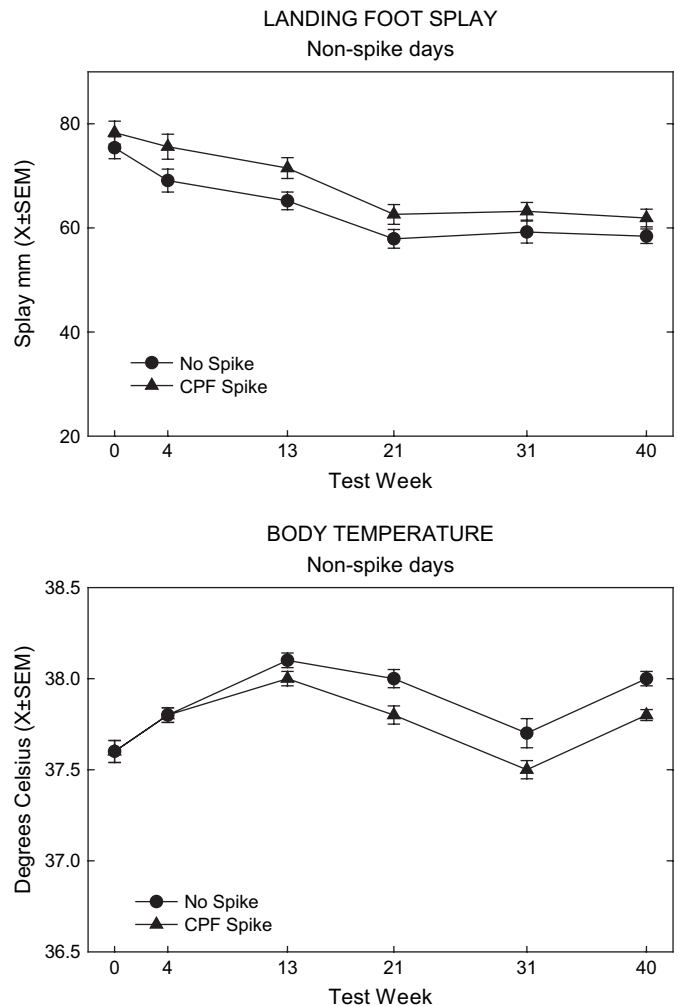 LANDING FOOT SPLAY
Non-spike days
Splay mm (X±SEM)
80
60
40
20
No Spike
CPF Spike
0 4 13 21 31 40
Test Week
BODY TEMPERATURE
Non-spike days
Degrees Celsius (X±SEM)
38.5
38.0
37.5
37.0
36.5
No Spike
CPF Spike
0 4 13 21 31 40
Test Week